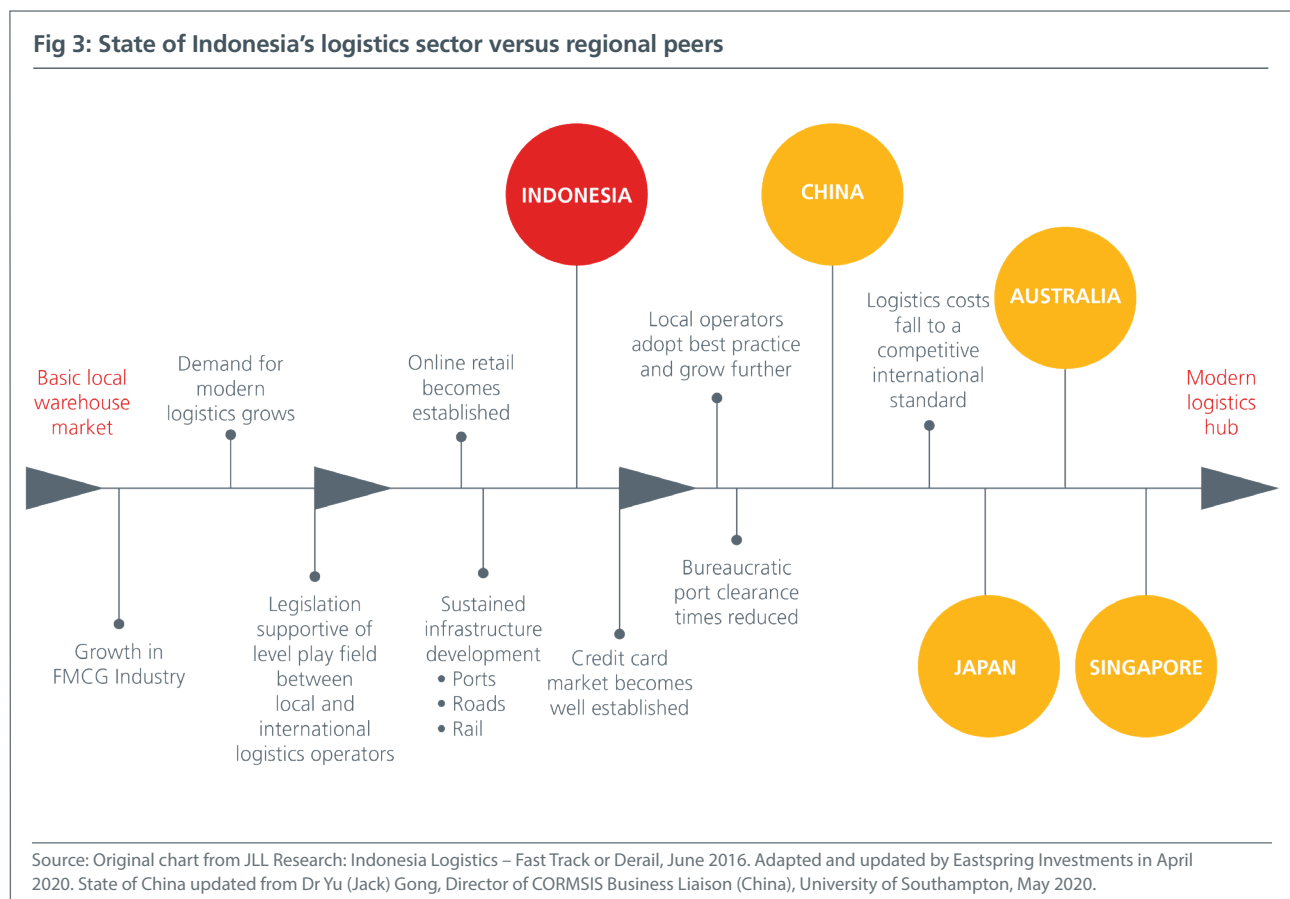 Fig 3: State of Indonesia's logistics sector versus regional peers
INDONESIA
CHINA
AUSTRALIA
Basic local
warehouse
market
Demand for
modern
logistics grows
Online retail
becomes
established
Local operators
adopt best practice
and grow further
Logistics costs
fall to a
competitive
international
standard
Modern
logistics
hub
Growth in
FMCG Industry
Legislation
supportive of
level play field
between
local and
international
logistics operators
Sustained
infrastructure
development
• Ports
• Roads
• Rail
Credit card
market becomes
well established
Bureaucratic
port clearance
times reduced
JAPAN
SINGAPORE
Source: Original chart from JLL Research: Indonesia Logistics – Fast Track or Derail, June 2016. Adapted and updated by Eastspring Investments in April
2020. State of China updated from Dr Yu (Jack) Gong, Director of CORMSIS Business Liaison (China), University of Southampton, May 2020.